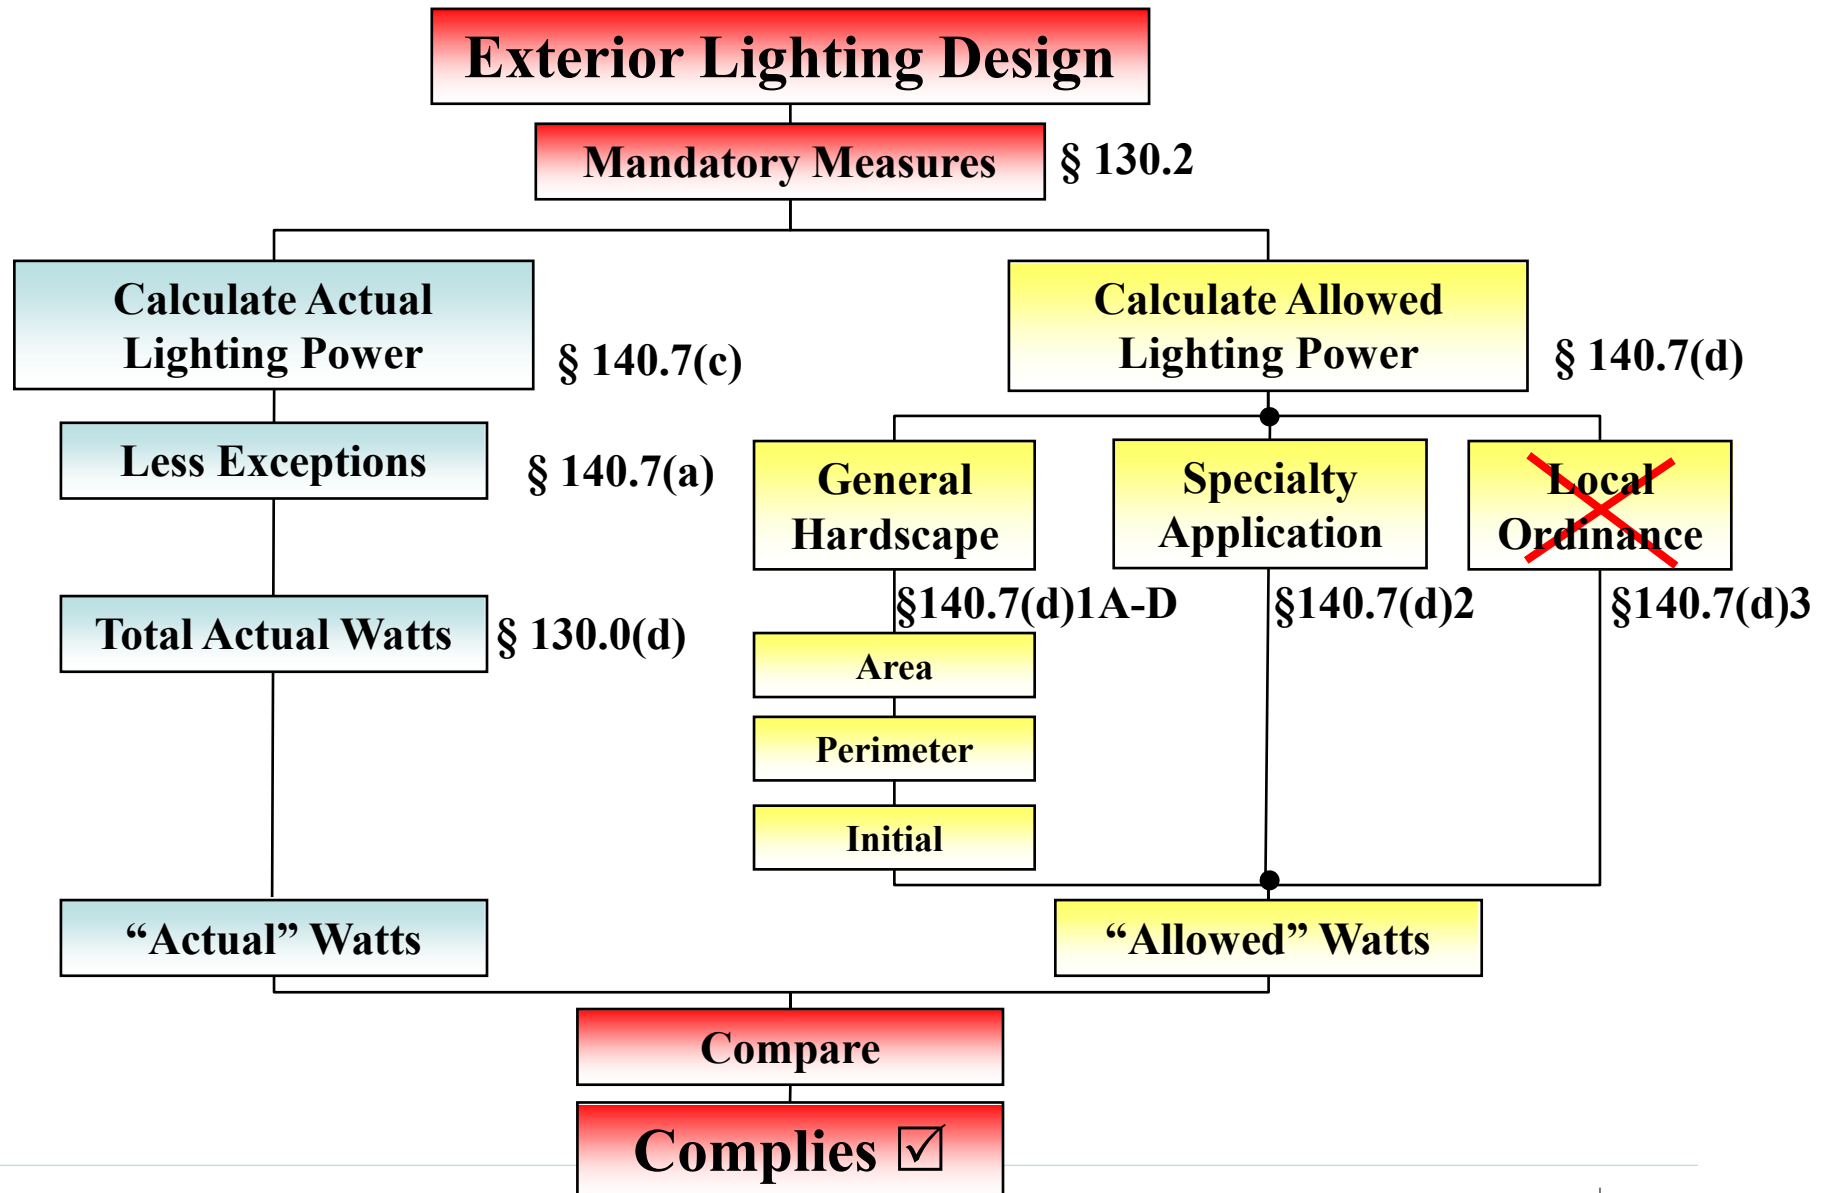 Exterior Lighting Design
Mandatory Measures
§ 130.2
Calculate Actual
Lighting Power
§ 140.7(c)
Calculate Allowed
Lighting Power
§ 140.7(d)
Less Exceptions
§ 140.7(a)
General
Hardscape
Specialty
Application
Local
Ordinance
§140.7(d)1A-D
§140.7(d)2
§140.7(d)3
Total Actual Watts
§ 130.0(d)
Area
Perimeter
Initial
“Actual” Watts
“Allowed” Watts
Compare
Complies ☑